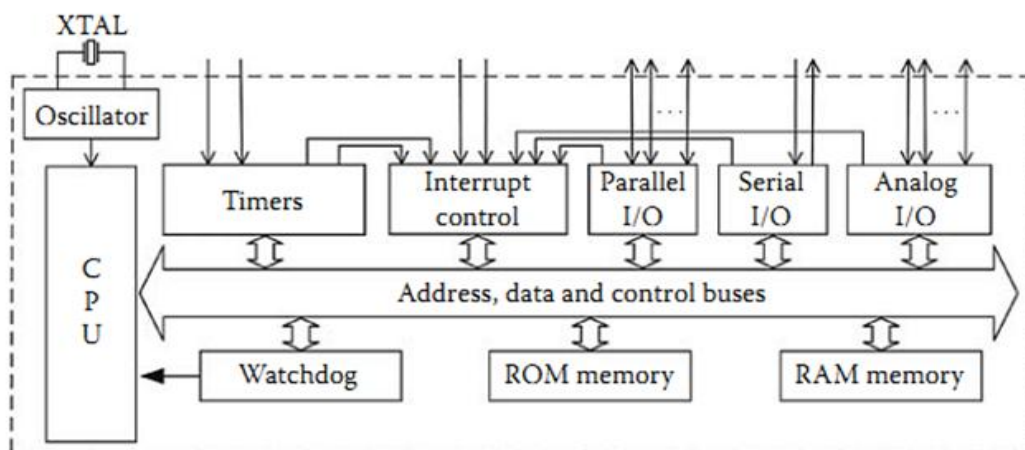 XTAL
Oscillator
Timers
Interrupt
control
Parallel
I/O
Serial
I/O
Analog
I/O
C
P
U
Address, data and control buses
Watchdog
ROM memory
RAM memory